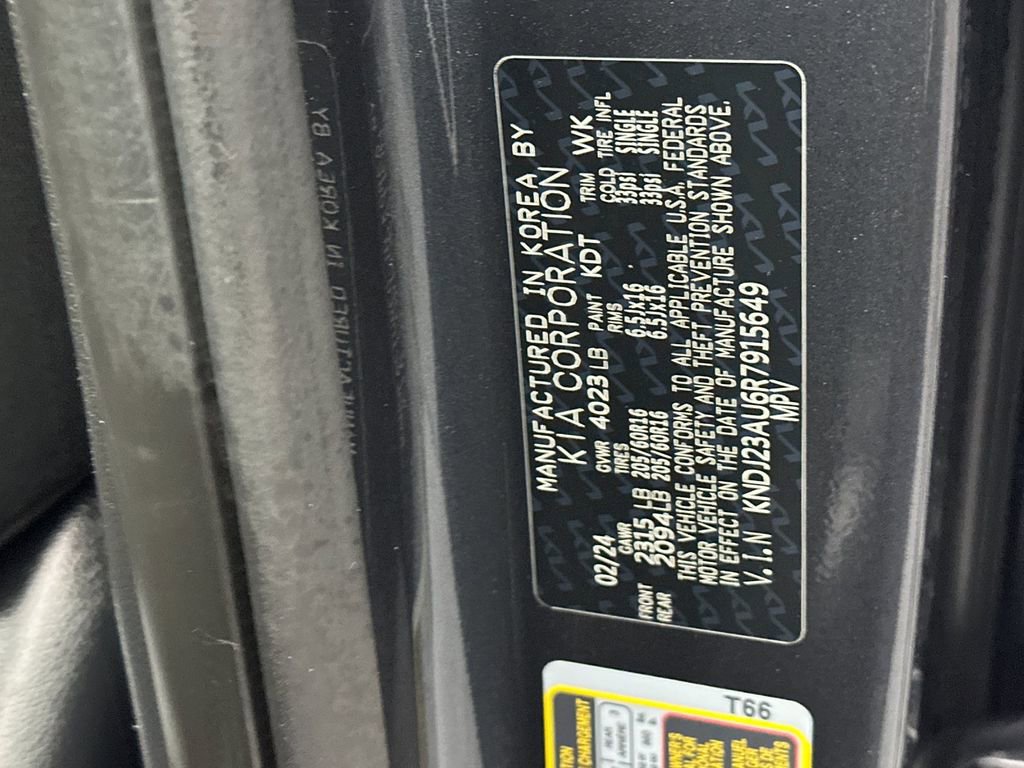 MANUFACTURED IN KOREA BY
KIA CORPORATION
02/24 GVWR 4023 LB PAINT KDT TRIM WK
GAWR TIRES RIMS COLD TIRE INFL
FRONT 2315 LB 205/60R16 6.5Jx16 33psi SINGLE
REAR 2094LB 205/60R16 6.5Jx16 33psi SINGLE
THIS VEHICLE CONFORMS TO ALL APPLICABLE U.S.A. FEDERAL
MOTOR VEHICLE SAFETY AND THEFT PREVENTION STANDARDS
IN EFFECT ON THE DATE OF MANUFACTURE SHOWN ABOVE.
V.I.N KNDJ23AU6R7915649
MPV
T66
CHARGEMENT